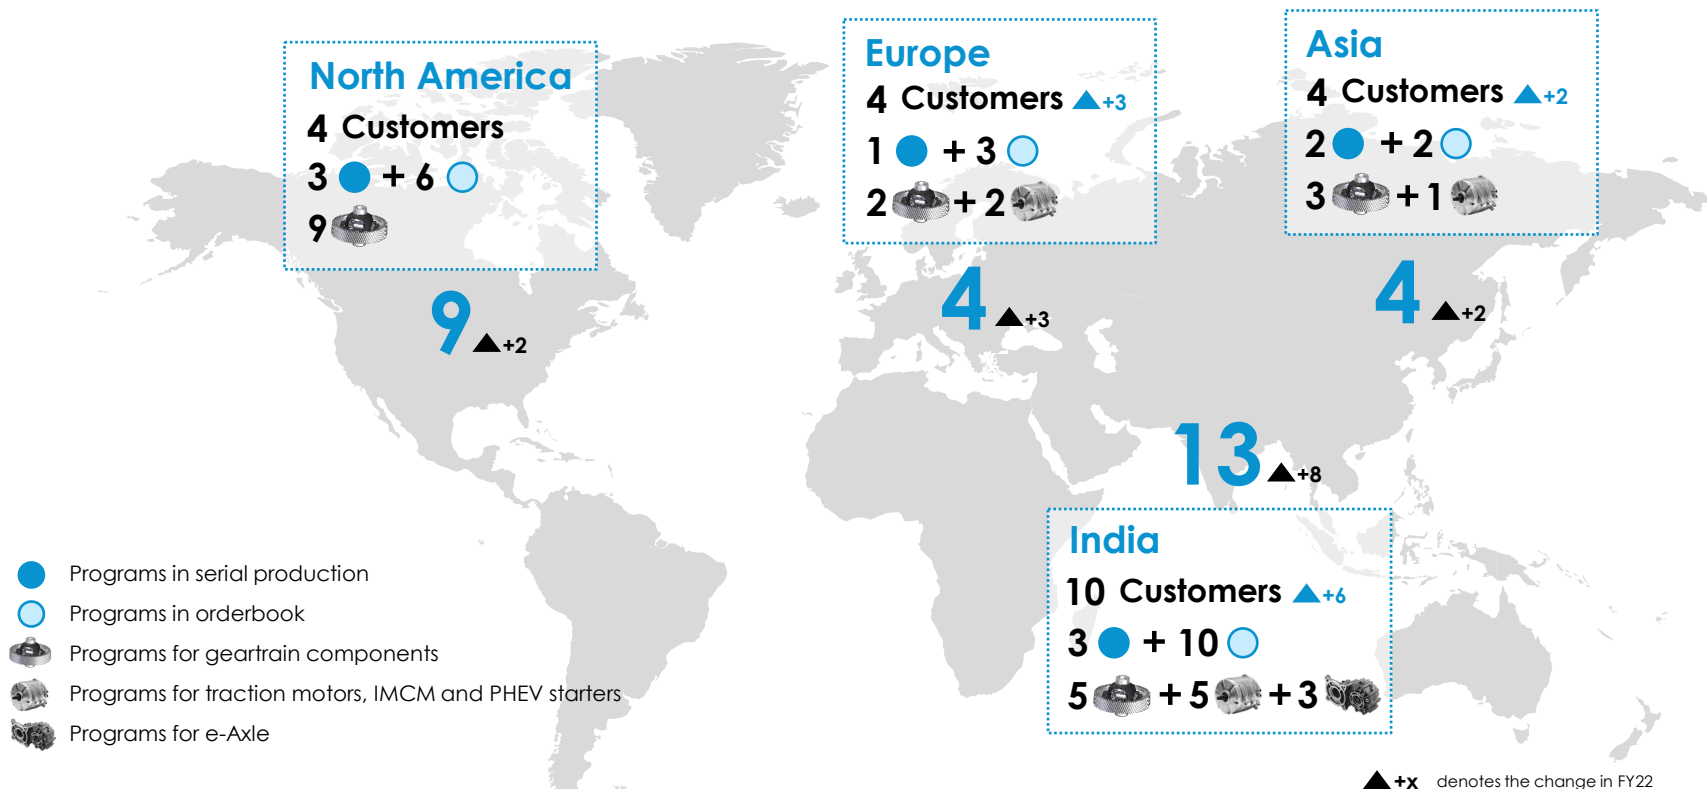 North America
4 Customers
3 + 6
9
9 ▲+2
Europe
4 Customers ▲+3
1 + 3
2 + 2
4 ▲+3
Asia
4 Customers ▲+2
2 + 2
3 + 1
4 ▲+2
13 ▲+8
India
10 Customers ▲+6
3 + 10
5 + 5 + 3
Programs in serial production
Programs in orderbook
Programs for geartrain components
Programs for traction motors, IMCM and PHEV starters
Programs for e-Axle
▲+x denotes the change in FY22